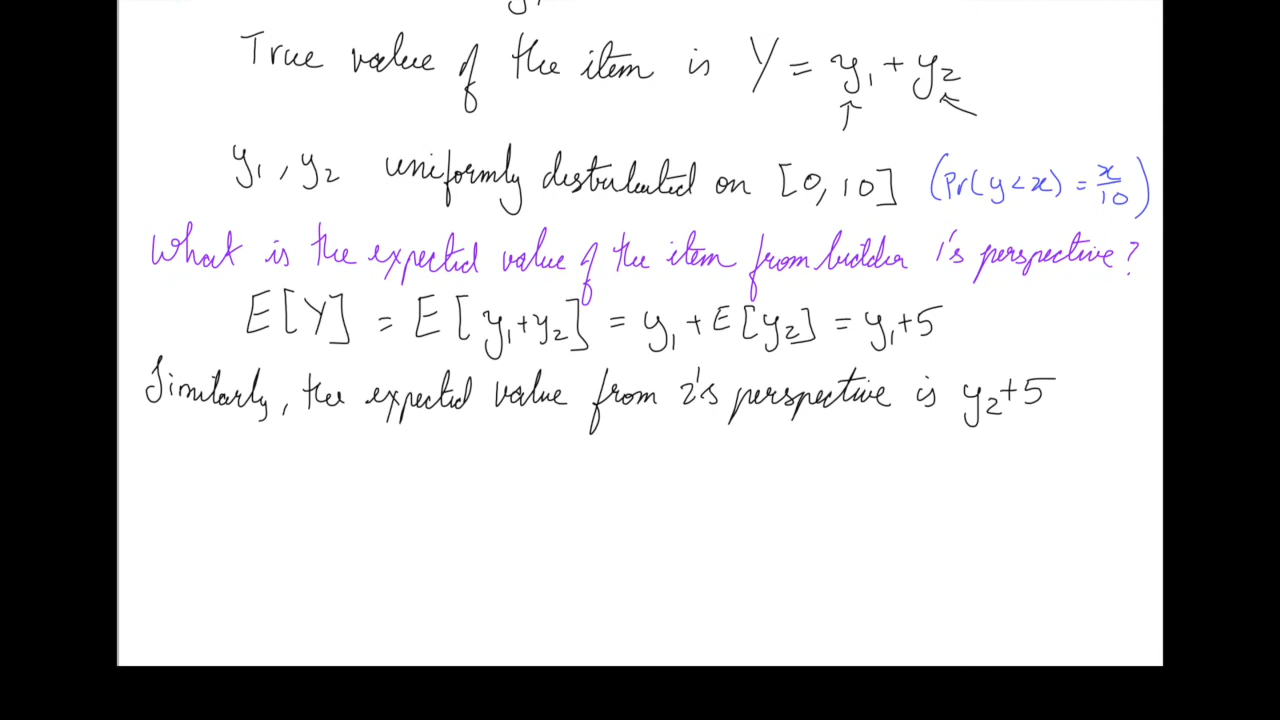 True value of the item is Y = y₁ + y₂
y₁, y₂ uniformly distributed on [0, 10] (Pr(y < x) = x/10)
What is the expected value of the item from bidder 1's perspective?
E[Y] = E[y₁+y₂] = y₁ + E[y₂] = y₁+5
Similarly, the expected value from 2's perspective is y₂+5